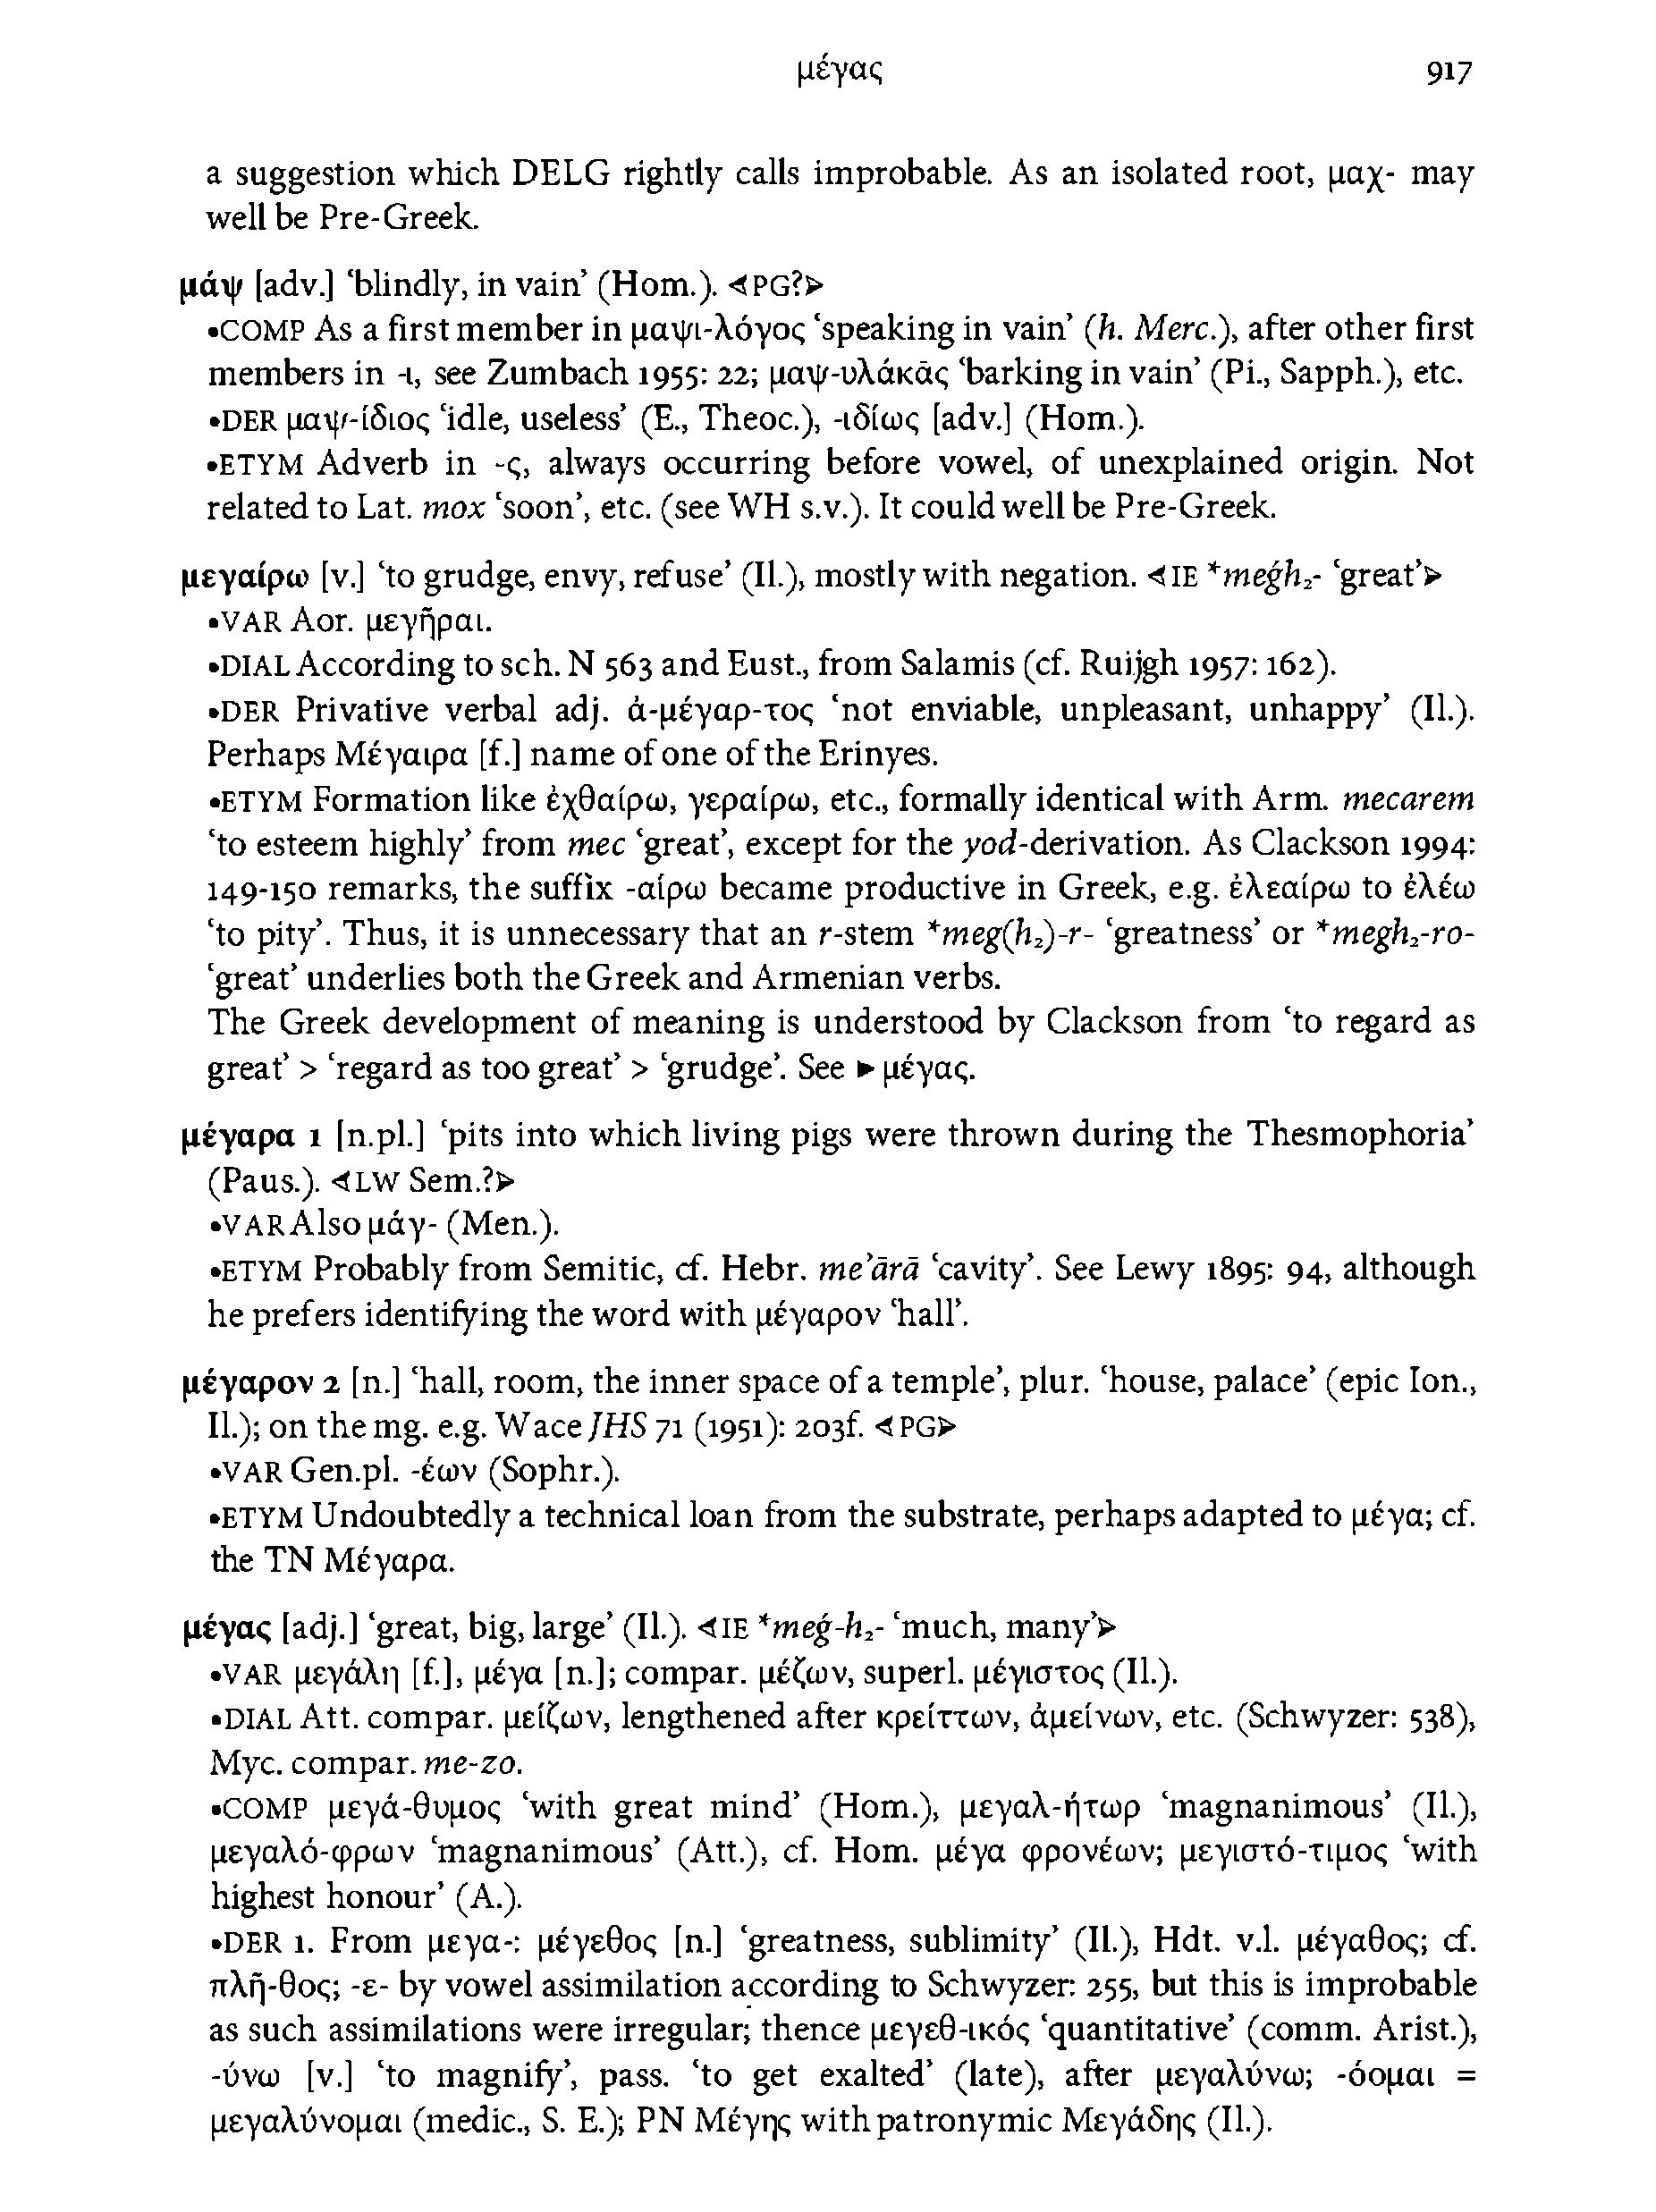 μέγας 917
a suggestion which DELG rightly calls improbable. As an isolated root, μαχ- may
well be Pre-Greek.
μάψ [adv.] ‘blindly, in vain’ (Hom.). ⊲PG?⊳
•COMP As a first member in μαψι-λόγος ‘speaking in vain’ (h. Merc.), after other first
members in -ι, see Zumbach 1955: 22; μαψ-υλάκᾱς ‘barking in vain’ (Pi., Sapph.), etc.
•DER μαψ-ίδιος ‘idle, useless’ (E., Theoc.), -ιδίως [adv.] (Hom.).
•ETYM Adverb in -ς, always occurring before vowel, of unexplained origin. Not
related to Lat. mox ‘soon’, etc. (see WH s.v.). It could well be Pre-Greek.
μεγαίρω [v.] ‘to grudge, envy, refuse’ (Il.), mostly with negation. ⊲IE *meǵh₂- ‘great’⊳
•VAR Aor. μεγῆραι.
•DIAL According to sch. N 563 and Eust., from Salamis (cf. Ruijgh 1957: 162).
•DER Privative verbal adj. ἀ-μέγαρ-τος ‘not enviable, unpleasant, unhappy’ (Il.).
Perhaps Μέγαιρα [f.] name of one of the Erinyes.
•ETYM Formation like ἐχθαίρω, γεραίρω, etc., formally identical with Arm. mecarem
‘to esteem highly’ from mec ‘great’, except for the yod-derivation. As Clackson 1994:
149-150 remarks, the suffix -αίρω became productive in Greek, e.g. ἐλεαίρω to ἐλέω
‘to pity’. Thus, it is unnecessary that an r-stem *meg(h₂)-r- ‘greatness’ or *megh₂-ro-
‘great’ underlies both the Greek and Armenian verbs.
The Greek development of meaning is understood by Clackson from ‘to regard as
great’ > ‘regard as too great’ > ‘grudge’. See ►μέγας.
μέγαρα 1 [n.pl.] ‘pits into which living pigs were thrown during the Thesmophoria’
(Paus.). ⊲LW Sem.?⊳
•VAR Also μάγ- (Men.).
•ETYM Probably from Semitic, cf. Hebr. me’ārā ‘cavity’. See Lewy 1895: 94, although
he prefers identifying the word with μέγαρον ‘hall’.
μέγαρον 2 [n.] ‘hall, room, the inner space of a temple’, plur. ‘house, palace’ (epic Ion.,
Il.); on the mg. e.g. Wace JHS 71 (1951): 203f. ⊲PG⊳
•VAR Gen.pl. -έων (Sophr.).
•ETYM Undoubtedly a technical loan from the substrate, perhaps adapted to μέγα; cf.
the TN Μέγαρα.
μέγας [adj.] ‘great, big, large’ (Il.). ⊲IE *meǵ-h₂- ‘much, many’⊳
•VAR μεγάλη [f.], μέγα [n.]; compar. μέζων, superl. μέγιστος (Il.).
•DIAL Att. compar. μείζων, lengthened after κρείττων, ἀμείνων, etc. (Schwyzer: 538),
Myc. compar. me-zo.
•COMP μεγά-θυμος ‘with great mind’ (Hom.), μεγαλ-ήτωρ ‘magnanimous’ (Il.),
μεγαλό-φρων ‘magnanimous’ (Att.), cf. Hom. μέγα φρονέων; μεγιστό-τιμος ‘with
highest honour’ (A.).
•DER 1. From μεγα-: μέγεθος [n.] ‘greatness, sublimity’ (Il.), Hdt. v.l. μέγαθος; cf.
πλῆ-θος; -ε- by vowel assimilation according to Schwyzer: 255, but this is improbable
as such assimilations were irregular; thence μεγεθ-ικός ‘quantitative’ (comm. Arist.),
-ύνω [v.] ‘to magnify’, pass. ‘to get exalted’ (late), after μεγαλύνω; -όομαι =
μεγαλύνομαι (medic., S. E.); PN Μέγης with patronymic Μεγάδης (Il.).